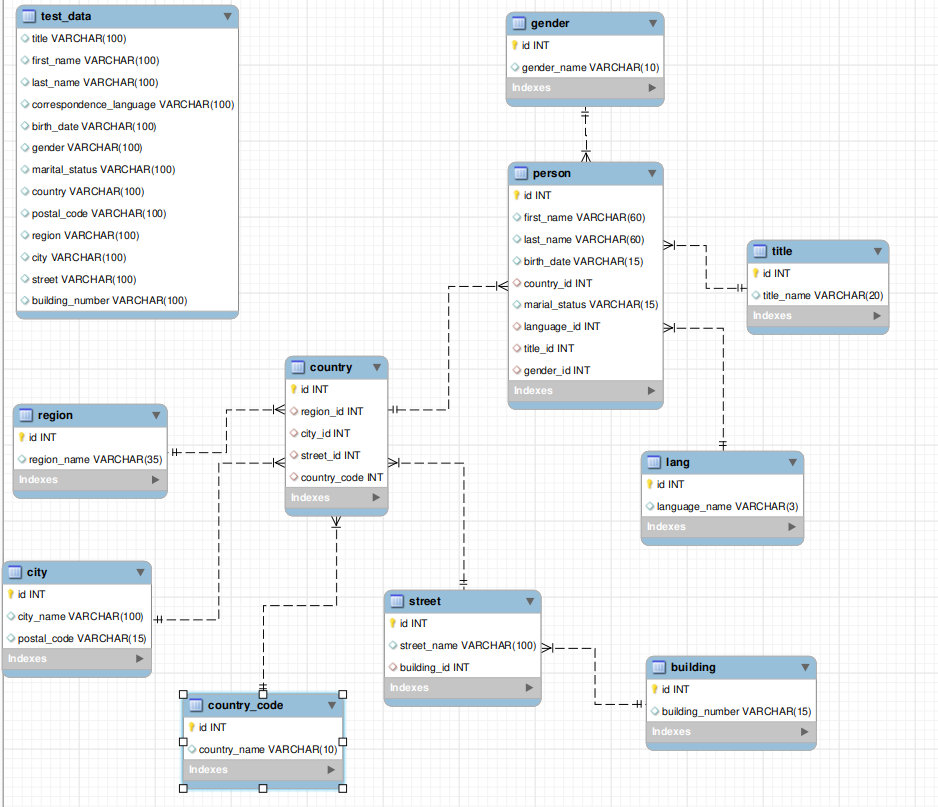 test_data
title VARCHAR(100)
first_name VARCHAR(100)
last_name VARCHAR(100)
correspondence_language VARCHAR(100)
birth_date VARCHAR(100)
gender VARCHAR(100)
marital_status VARCHAR(100)
country VARCHAR(100)
postal_code VARCHAR(100)
region VARCHAR(100)
city VARCHAR(100)
street VARCHAR(100)
building_number VARCHAR(100)
gender
id INT
gender_name VARCHAR(10)
Indexes
person
id INT
first_name VARCHAR(60)
last_name VARCHAR(60)
birth_date VARCHAR(15)
country_id INT
marial_status VARCHAR(15)
language_id INT
title_id INT
gender_id INT
Indexes
title
id INT
title_name VARCHAR(20)
Indexes
country
id INT
region_id INT
city_id INT
street_id INT
country_code INT
Indexes
region
id INT
region_name VARCHAR(35)
Indexes
lang
id INT
language_name VARCHAR(3)
Indexes
city
id INT
city_name VARCHAR(100)
postal_code VARCHAR(15)
Indexes
street
id INT
street_name VARCHAR(100)
building_id INT
Indexes
building
id INT
building_number VARCHAR(15)
Indexes
country_code
id INT
country_name VARCHAR(10)
Indexes